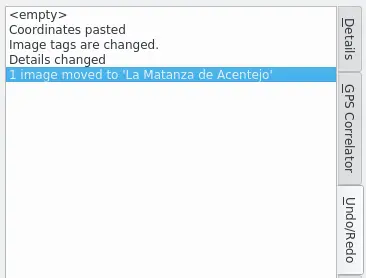 <empty>
Coordinates pasted
Image tags are changed.
Details changed
1 image moved to 'La Matanza de Acentejo'
Details
GPS Correlator
Undo/Redo